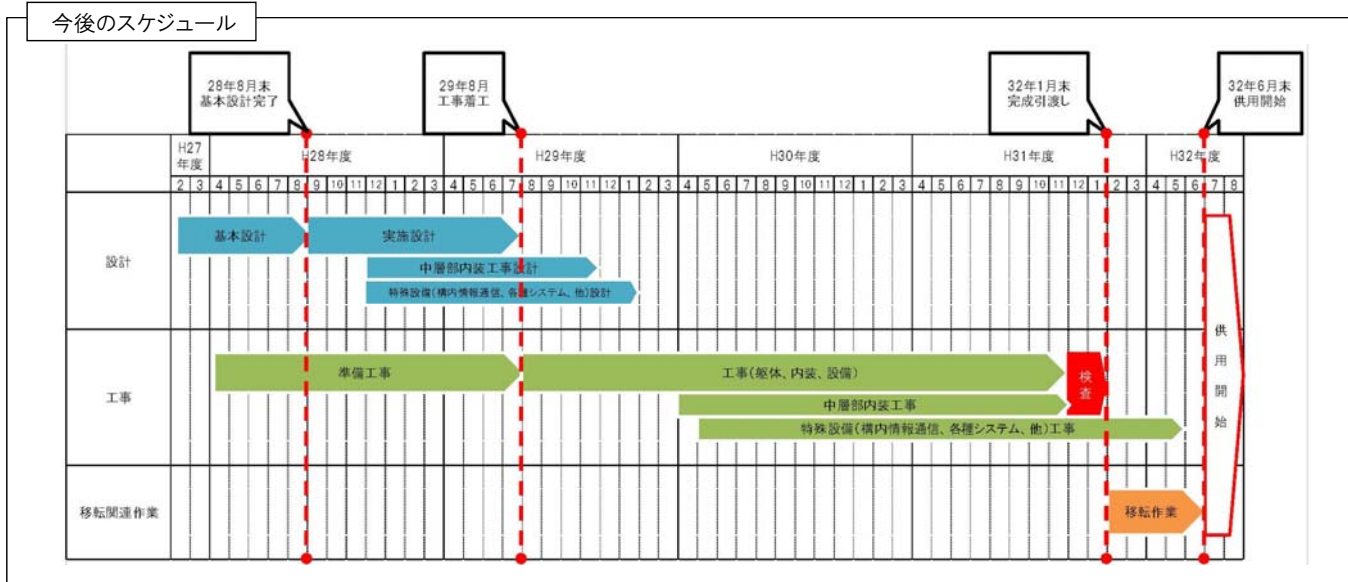 今後のスケジュール
28年8月末
基本設計完了
29年8月
工事着工
32年1月末
完成引渡し
32年6月末
供用開始
H27
年度
H28年度
H29年度
H30年度
H31年度
H32年度
2 3 4 5 6 7 8 9 10 11 12 1 2 3 4 5 6 7 8 9 10 11 12 1 2 3 4 5 6 7 8 9 10 11 12 1 2 3 4 5 6 7 8 9 10 11 12 1 2 3 4 5 6 7 8
設計
基本設計
実施設計
中層部内装工事設計
特殊設備(構内情報通信、各種システム、他)設計
工事
準備工事
工事(躯体、内装、設備)
検査
中層部内装工事
特殊設備(構内情報通信、各種システム、他)工事
供用開始
移転関連作業
移転作業